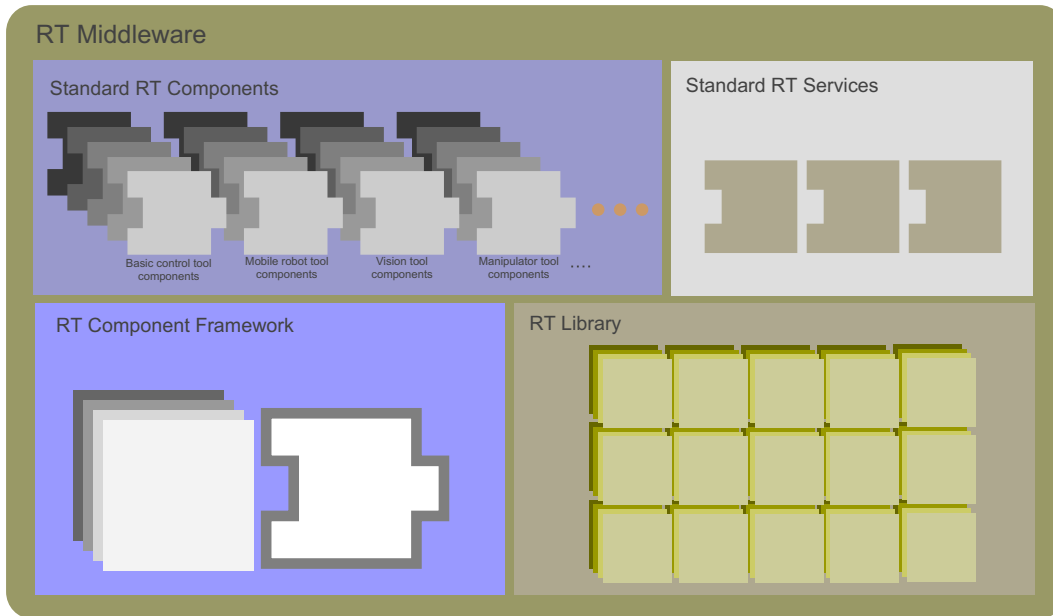 RT Middleware
Standard RT Components
Basic control tool
components
Mobile robot tool
components
Vision tool
components
Manipulator tool
components
....
Standard RT Services
RT Component Framework
RT Library